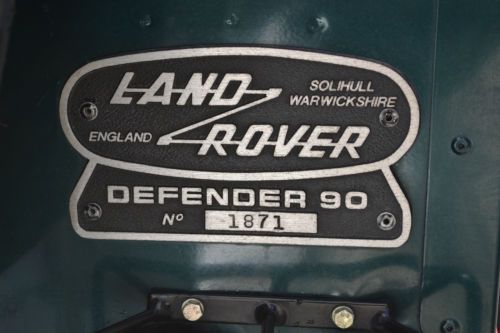 LAND
SOLIHULL
WARWICKSHIRE
ENGLAND
ROVER
DEFENDER 90
Nº 1871